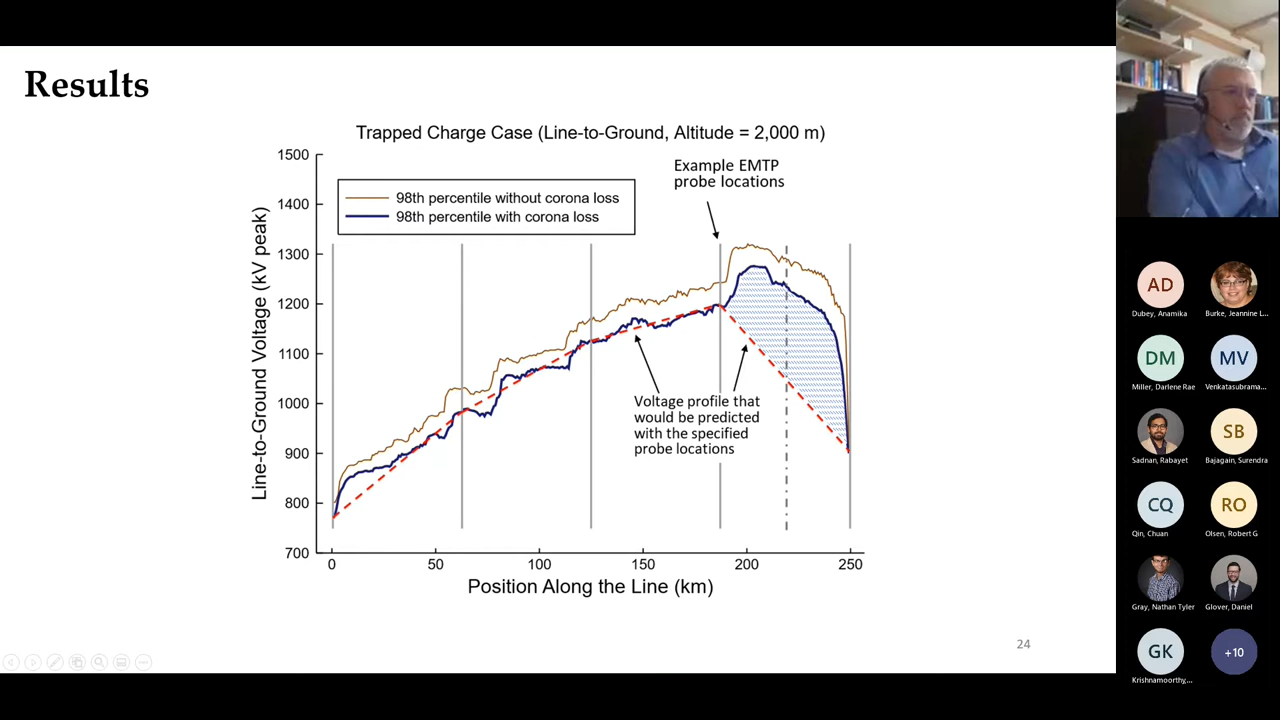 Results
Trapped Charge Case (Line-to-Ground, Altitude = 2,000 m)
Example EMTP
probe locations
98th percentile without corona loss
98th percentile with corona loss
Line-to-Ground Voltage (kV peak)
1500
1400
1300
1200
1100
1000
900
800
700
Voltage profile that
would be predicted
with the specified
probe locations
0 50 100 150 200 250
Position Along the Line (km)
24
AD
Dubey, Anamika
Burke, Jeannine L...
DM
Miller, Darlene Rae
MV
Venkatasubrama...
Sadnan, Rabayet
SB
Bajagain, Surendra
CQ
Qin, Chuan
RO
Olsen, Robert G
Gray, Nathan Tyler
Glover, Daniel
GK
Krishnamoorthy,...
+10